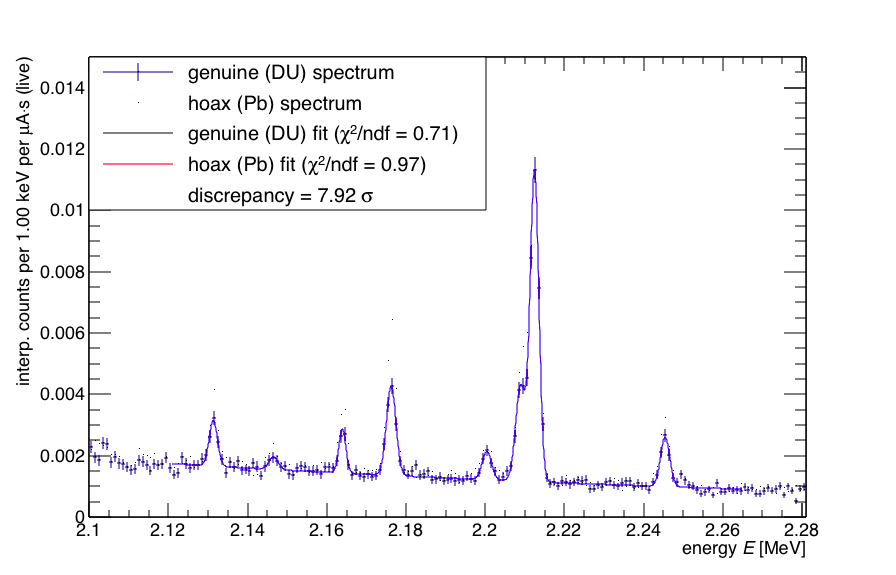 interp. counts per 1.00 keV per μA·s (live)
genuine (DU) spectrum
hoax (Pb) spectrum
genuine (DU) fit (χ²/ndf = 0.71)
hoax (Pb) fit (χ²/ndf = 0.97)
discrepancy = 7.92 σ
0.014
0.012
0.01
0.008
0.006
0.004
0.002
0
2.1 2.12 2.14 2.16 2.18 2.2 2.22 2.24 2.26 2.28
energy E [MeV]